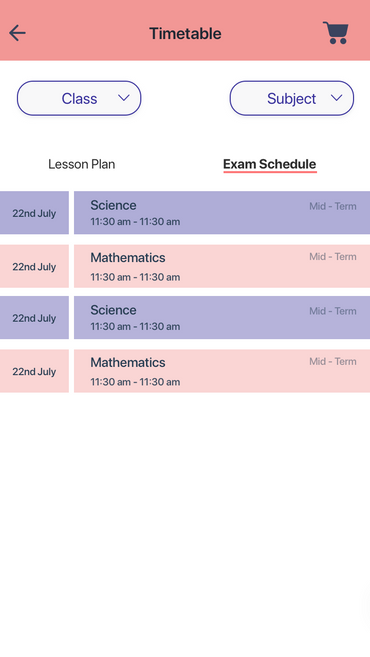 Timetable
Class
Subject
Lesson Plan
Exam Schedule
22nd July
Science
11:30 am - 11:30 am
Mid - Term
22nd July
Mathematics
11:30 am - 11:30 am
Mid - Term
22nd July
Science
11:30 am - 11:30 am
Mid - Term
22nd July
Mathematics
11:30 am - 11:30 am
Mid - Term